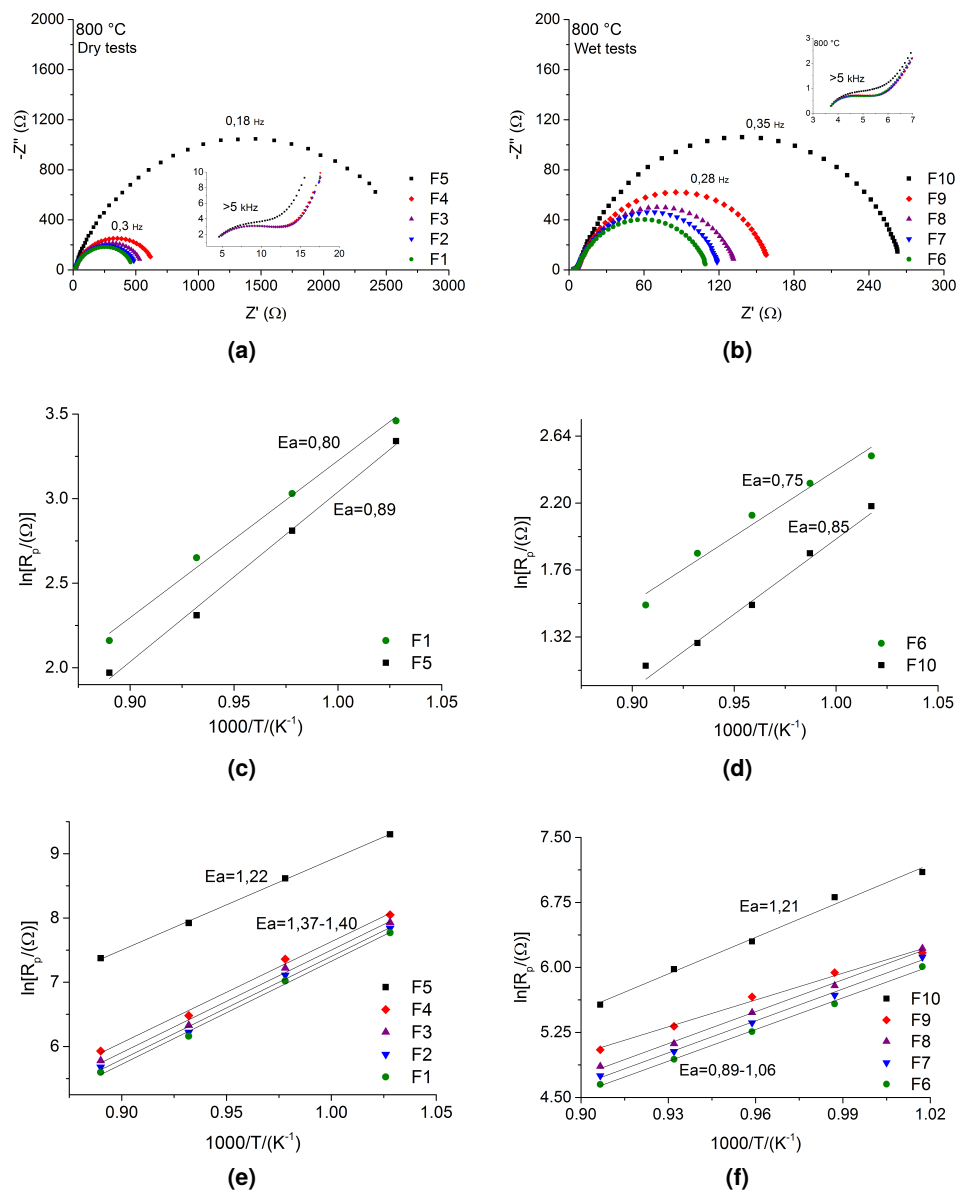 2000
1600
1200
800
400
0
-Z'' (Ω)
800 °C
Dry tests
0,18 Hz
0,3 Hz
10
8
6
4
>5 kHz
5 10 15 20
F5
F4
F3
F2
F1
0 500 1000 1500 2000 2500 3000
Z' (Ω)
(a)
200
160
120
80
40
0
-Z'' (Ω)
800 °C
Wet tests
0,35 Hz
0,28 Hz
3
2
1
0
800 °C
>5 kHz
3 4 5 6 7
F10
F9
F8
F7
F6
0 60 120 180 240 300
Z' (Ω)
(b)
3.5
3.0
2.5
2.0
ln[Rp/(Ω)]
Ea=0,80
Ea=0,89
F1
F5
0.90 0.95 1.00 1.05
1000/T/(K⁻¹)
(c)
2.64
2.20
1.76
1.32
ln[Rp/(Ω)]
Ea=0,75
Ea=0,85
F6
F10
0.90 0.95 1.00 1.05
1000/T/(K⁻¹)
(d)
9
8
7
6
ln[Rp/(Ω)]
Ea=1,22
Ea=1,37-1,40
F5
F4
F3
F2
F1
0.90 0.95 1.00 1.05
1000/T/(K⁻¹)
(e)
7.50
6.75
6.00
5.25
4.50
ln[Rp/(Ω)]
Ea=1,21
Ea=0,89-1,06
F10
F9
F8
F7
F6
0.90 0.93 0.96 0.99 1.02
1000/T/(K⁻¹)
(f)